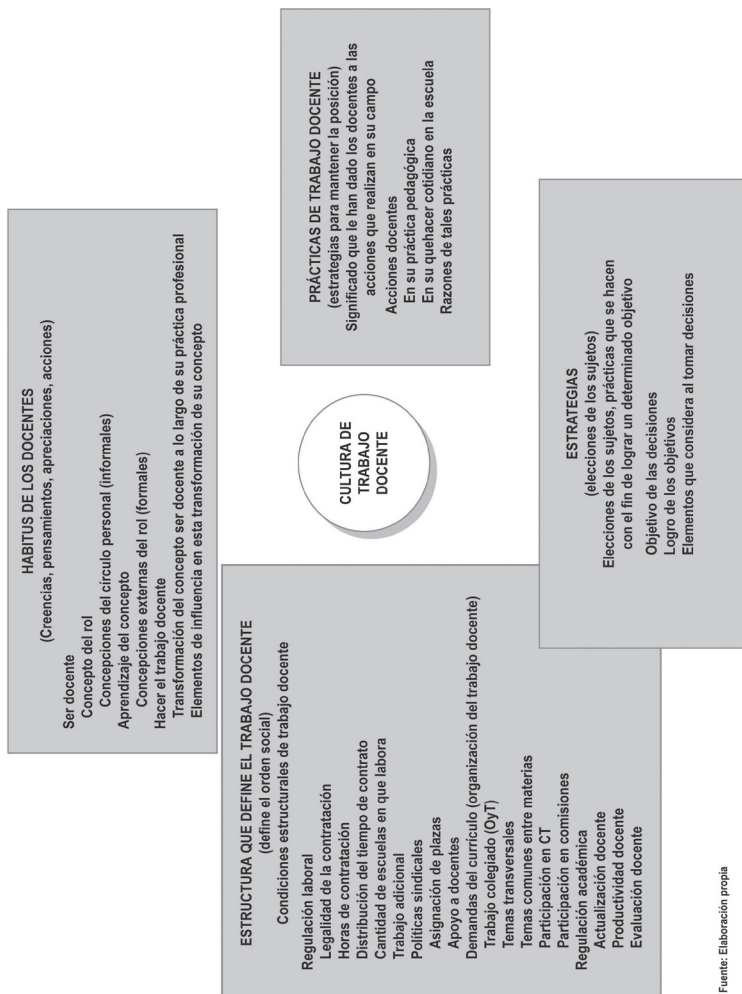 HABITUS DE LOS DOCENTES
(Creencias, pensamientos, apreciaciones, acciones)
Ser docente
Concepto del rol
Concepciones del círculo personal (informales)
Aprendizaje del concepto
Concepciones externas del rol (formales)
Hacer el trabajo docente
Transformación del concepto ser docente a lo largo de su práctica profesional
Elementos de influencia en esta transformación de su concepto
ESTRUCTURA QUE DEFINE EL TRABAJO DOCENTE
(define el orden social)
Condiciones estructurales de trabajo docente
Regulación laboral
Legalidad de la contratación
Horas de contratación
Distribución del tiempo de contrato
Cantidad de escuelas en que labora
Trabajo adicional
Políticas sindicales
Asignación de plazas
Apoyo a docentes
Demandas del currículo (organización del trabajo docente)
Trabajo colegiado (OyT)
Temas transversales
Temas comunes entre materias
Participación en CT
Participación en comisiones
Regulación académica
Actualización docente
Productividad docente
Evaluación docente
CULTURA DE
TRABAJO
DOCENTE
PRÁCTICAS DE TRABAJO DOCENTE
(estrategias para mantener la posición)
Significado que le han dado los docentes a las
acciones que realizan en su campo
Acciones docentes
En su práctica pedagógica
En su quehacer cotidiano en la escuela
Razones de tales prácticas
ESTRATEGIAS
(elecciones de los sujetos)
Elecciones de los sujetos, prácticas que se hacen
con el fin de lograr un determinado objetivo
Objetivo de las decisiones
Logro de los objetivos
Elementos que considera al tomar decisiones
Fuente: Elaboración propia